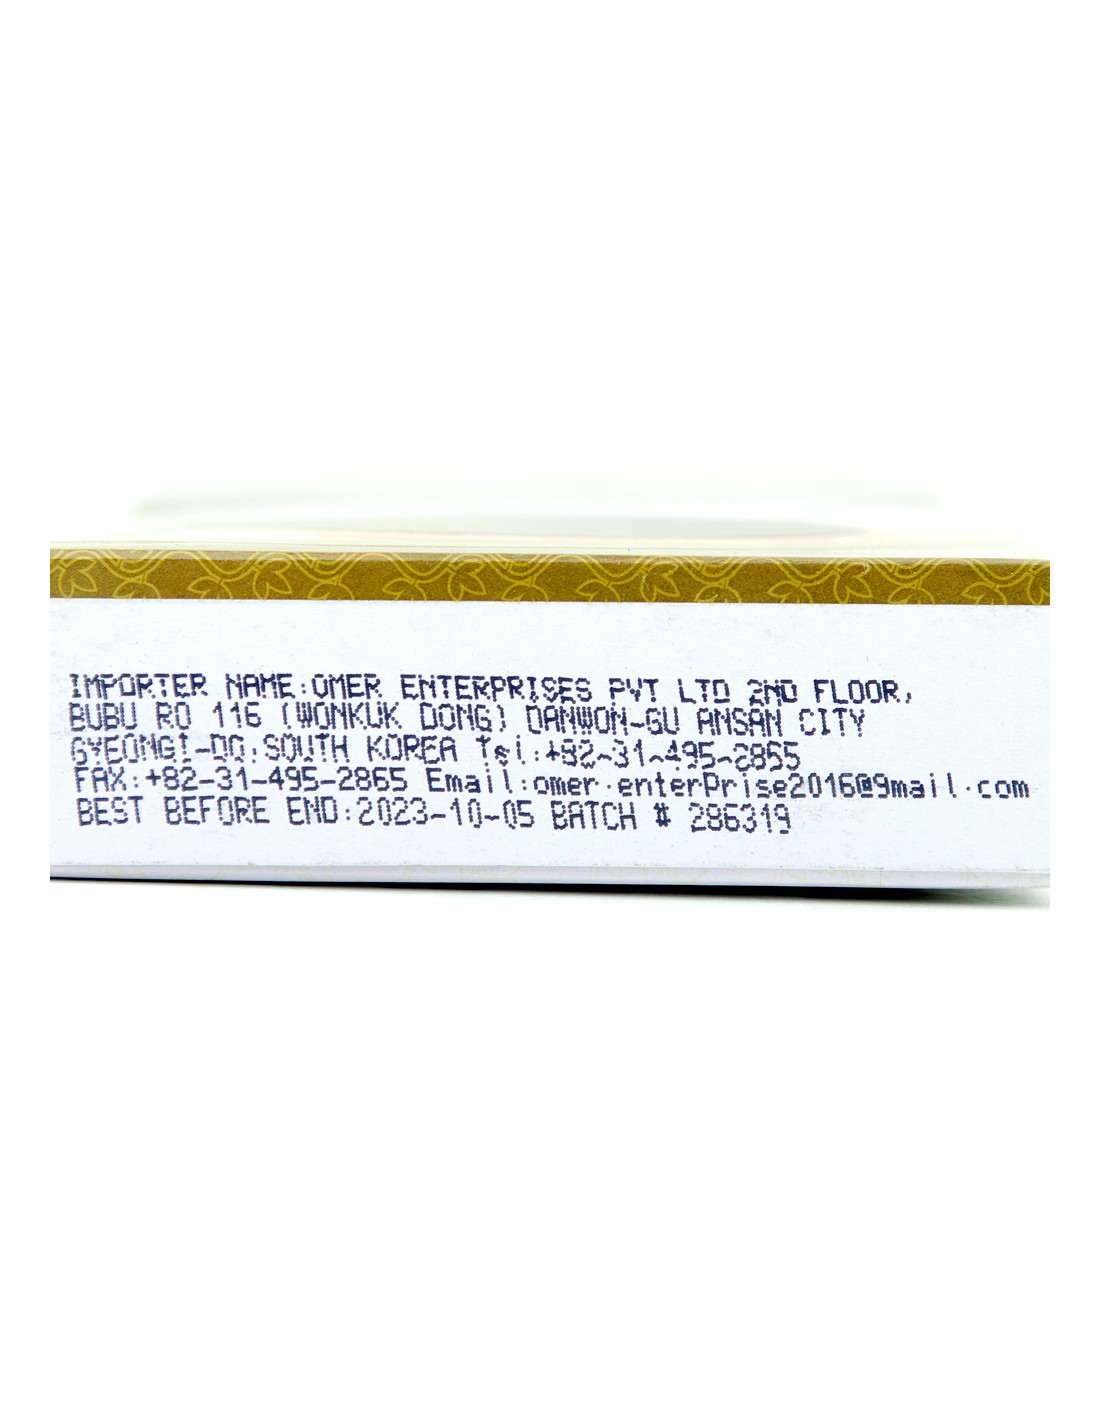 IMPORTER NAME:OMER ENTERPRISES PVT LTD 2ND FLOOR,
BUBU RO 116 (WONKUK DONG) DANWON-GU ANSAN CITY
GYEONGI-DO,SOUTH KOREA Tel:+82-31-495-2865
FAX:+82-31-495-2865 Email:omer.enterprise2016@gmail.com
BEST BEFORE END:2023-10-05 BATCH # 286319